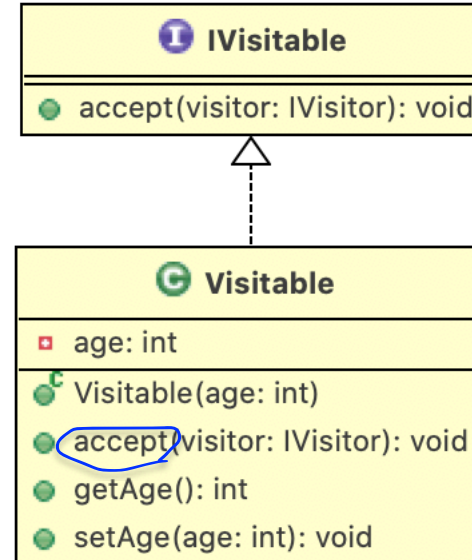 I IVisitable
accept(visitor: IVisitor): void
C Visitable
age: int
C Visitable(age: int)
accept(visitor: IVisitor): void
getAge(): int
setAge(age: int): void